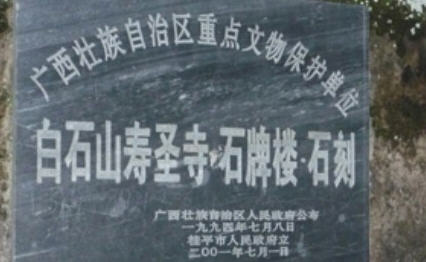 广西壮族自治区重点文物保护单位
白石山寿圣寺·石牌楼·石刻
广西壮族自治区人民政府公布
一九九四年七月八日
桂平市人民政府立
二00一年七月一日